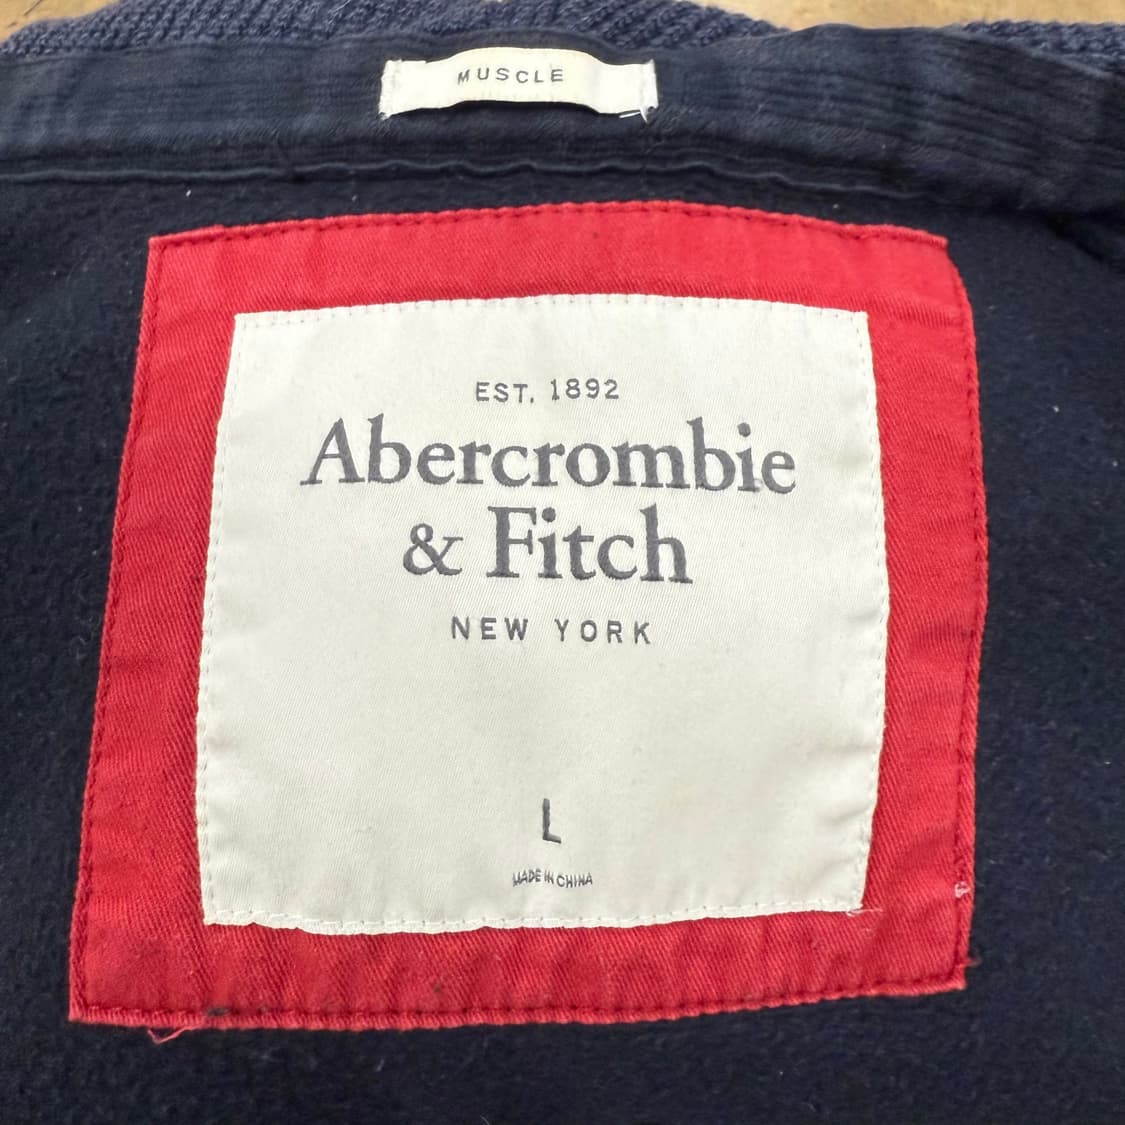 MUSCLE
EST. 1892
Abercrombie
& Fitch
NEW YORK
L
MADE IN CHINA